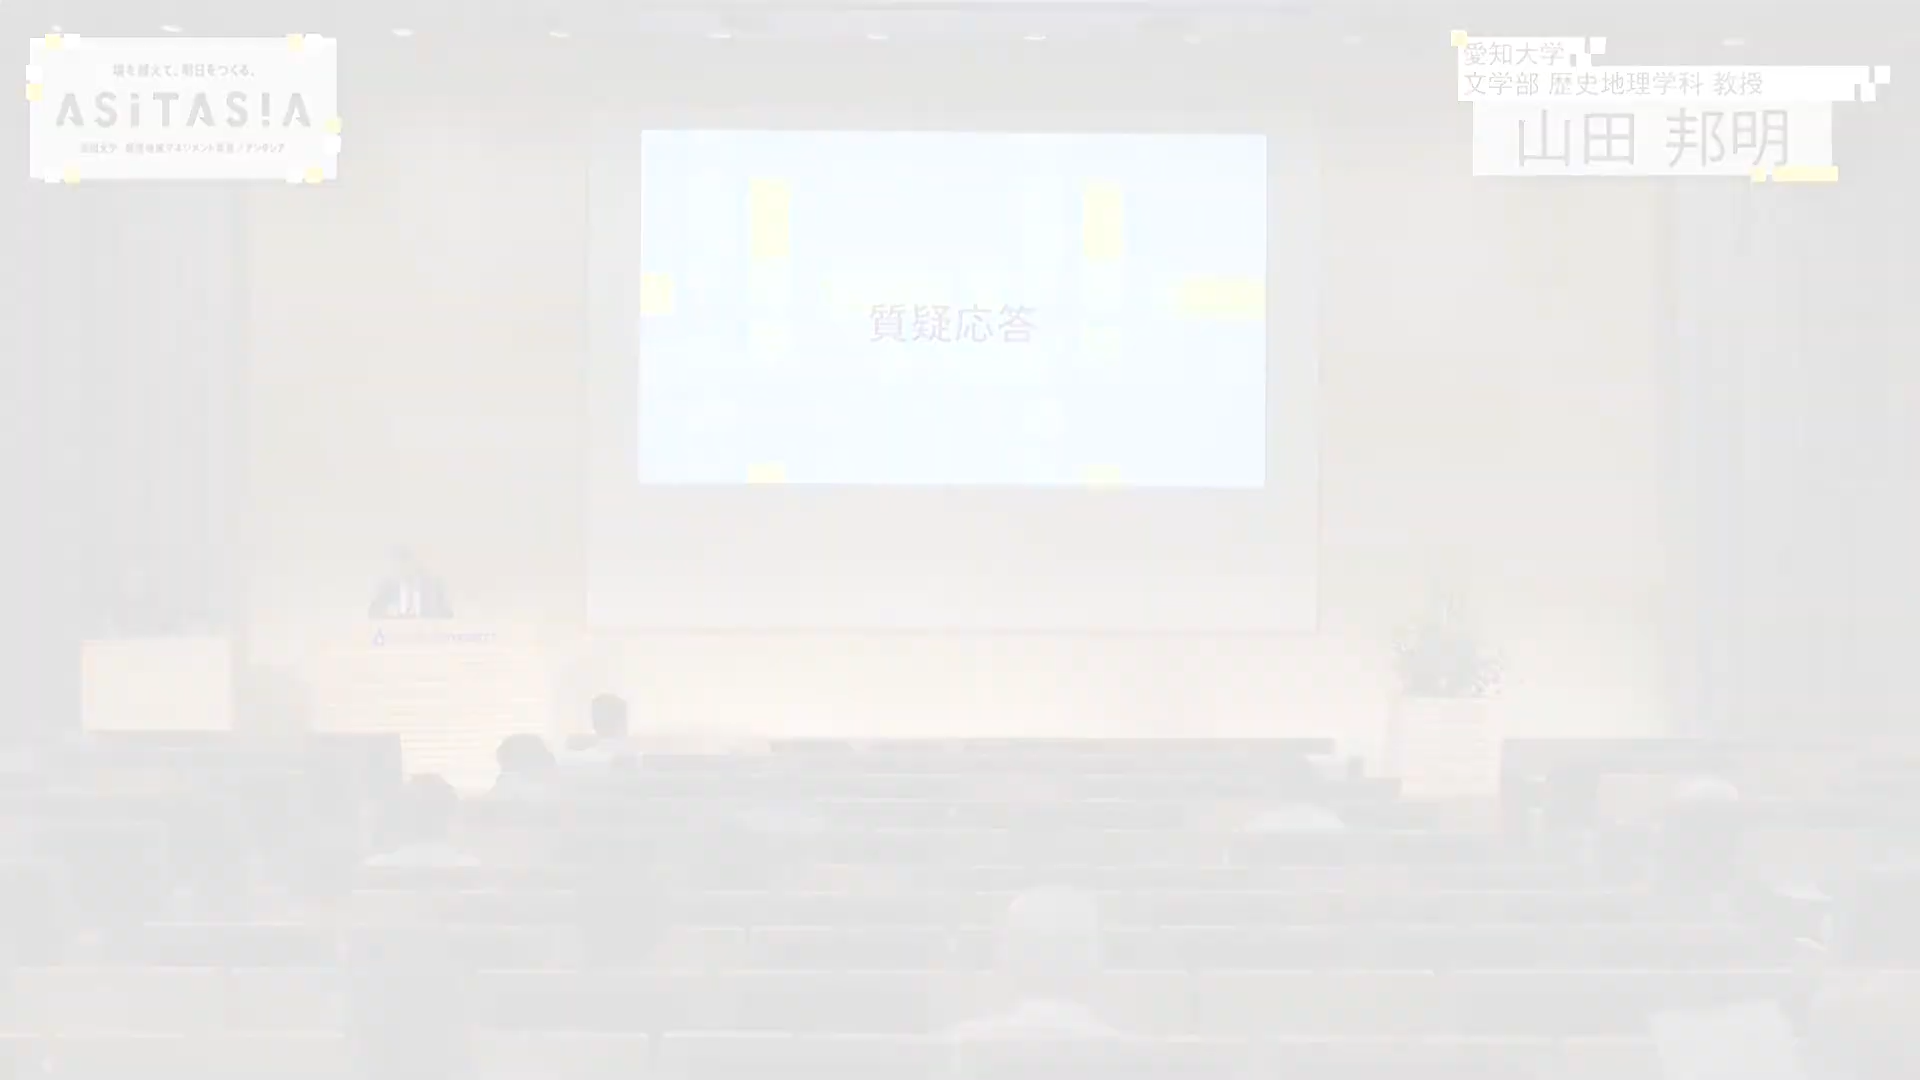 境を越えて、明日をつくる。
ASiTASiA
愛知大学
文学部 歴史地理学科 教授
山田 邦明
質疑応答